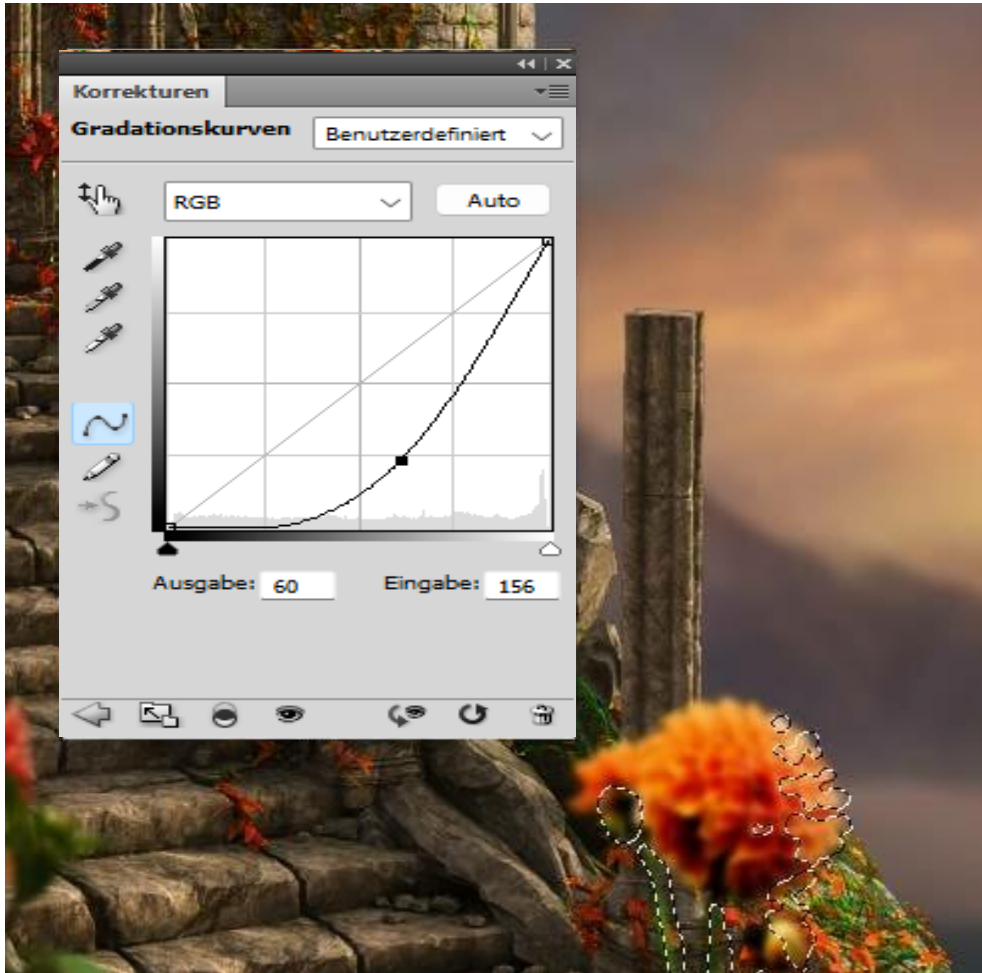 Korrekturen
Gradationskurven Benutzerdefiniert
RGB Auto
Ausgabe: 60 Eingabe: 156